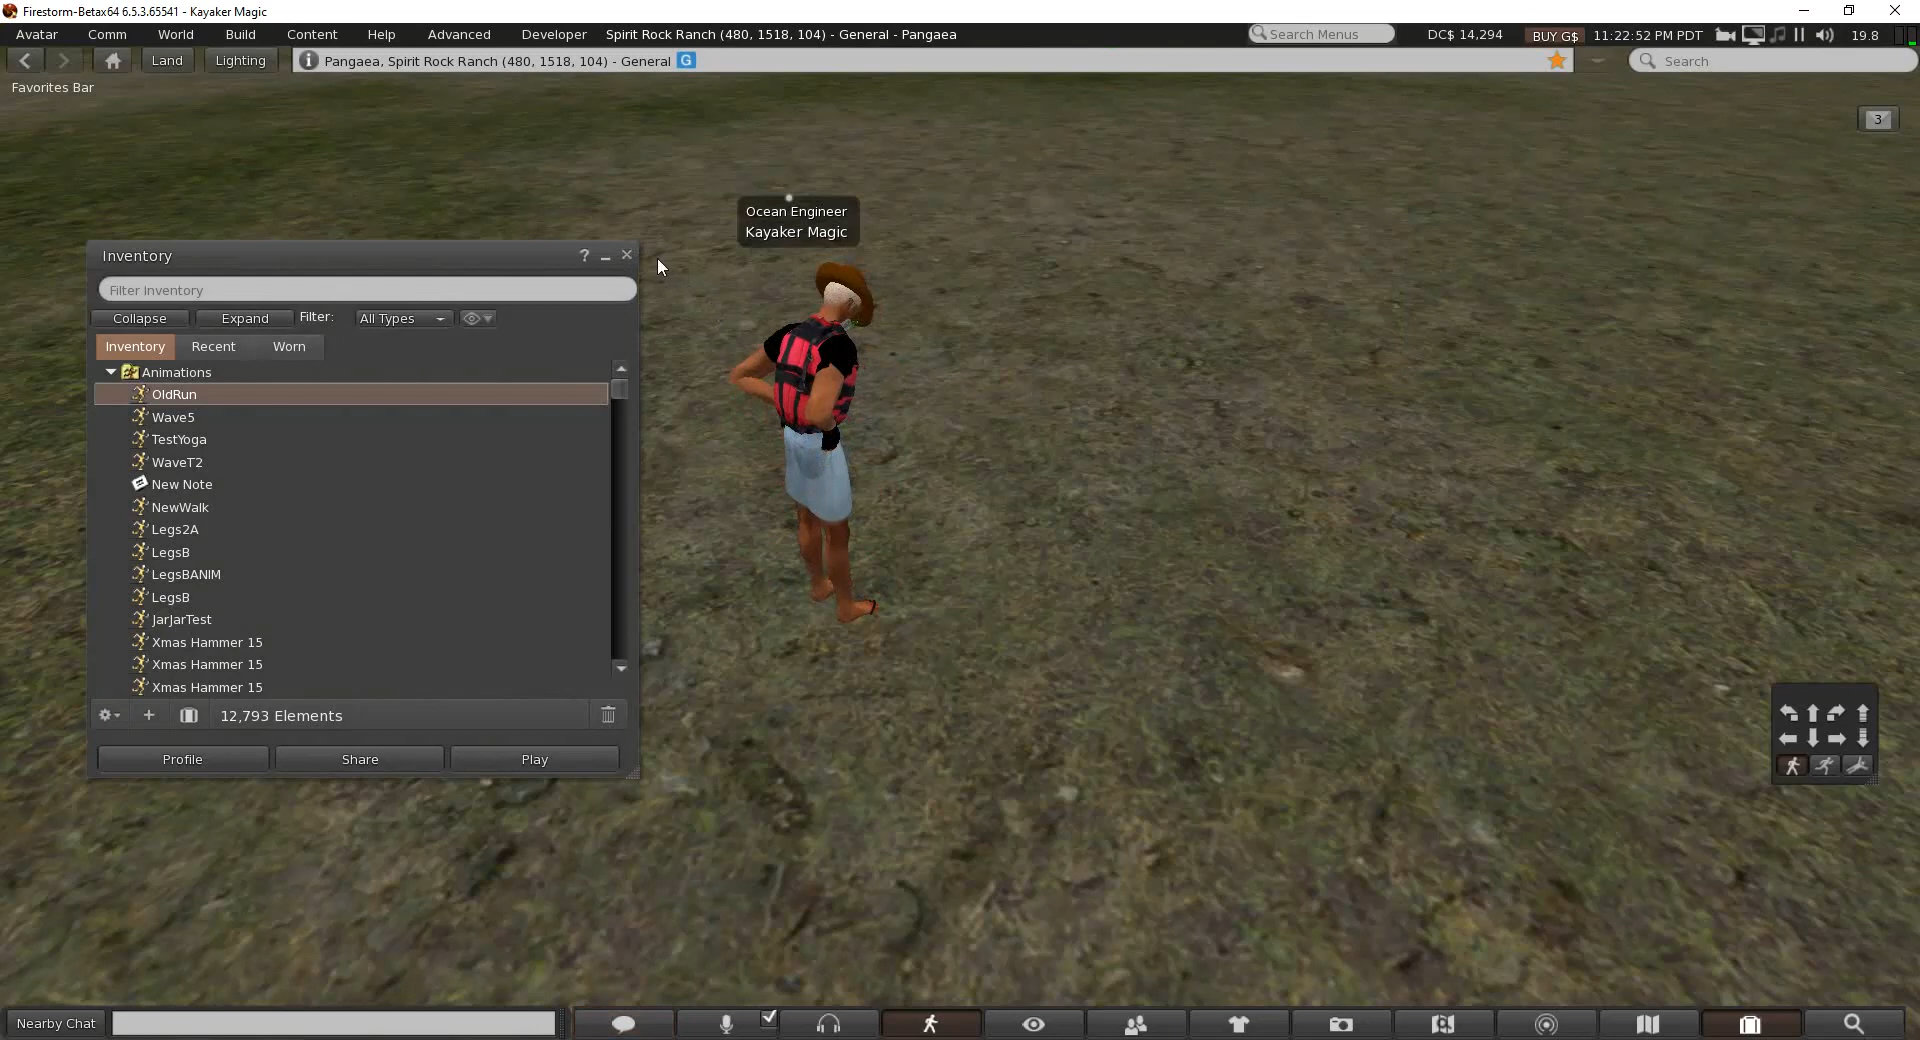 Firestorm-Betax64 6.5.3.65541 - Kayaker Magic
Avatar Comm World Build Content Help Advanced Developer Spirit Rock Ranch (480, 1518, 104) - General - Pangaea Search Menus DC$ 14,294 BUY G$ 11:22:52 PM PDT 19.8
Land Lighting Pangaea, Spirit Rock Ranch (480, 1518, 104) - General G Search
Favorites Bar
3
Ocean Engineer
Kayaker Magic
Inventory ?
Filter Inventory
Collapse Expand Filter: All Types
Inventory Recent Worn
Animations
OldRun
Wave5
TestYoga
WaveT2
New Note
NewWalk
Legs2A
LegsB
LegsBANIM
LegsB
JarJarTest
Xmas Hammer 15
Xmas Hammer 15
Xmas Hammer 15
12,793 Elements
Profile Share Play
Nearby Chat